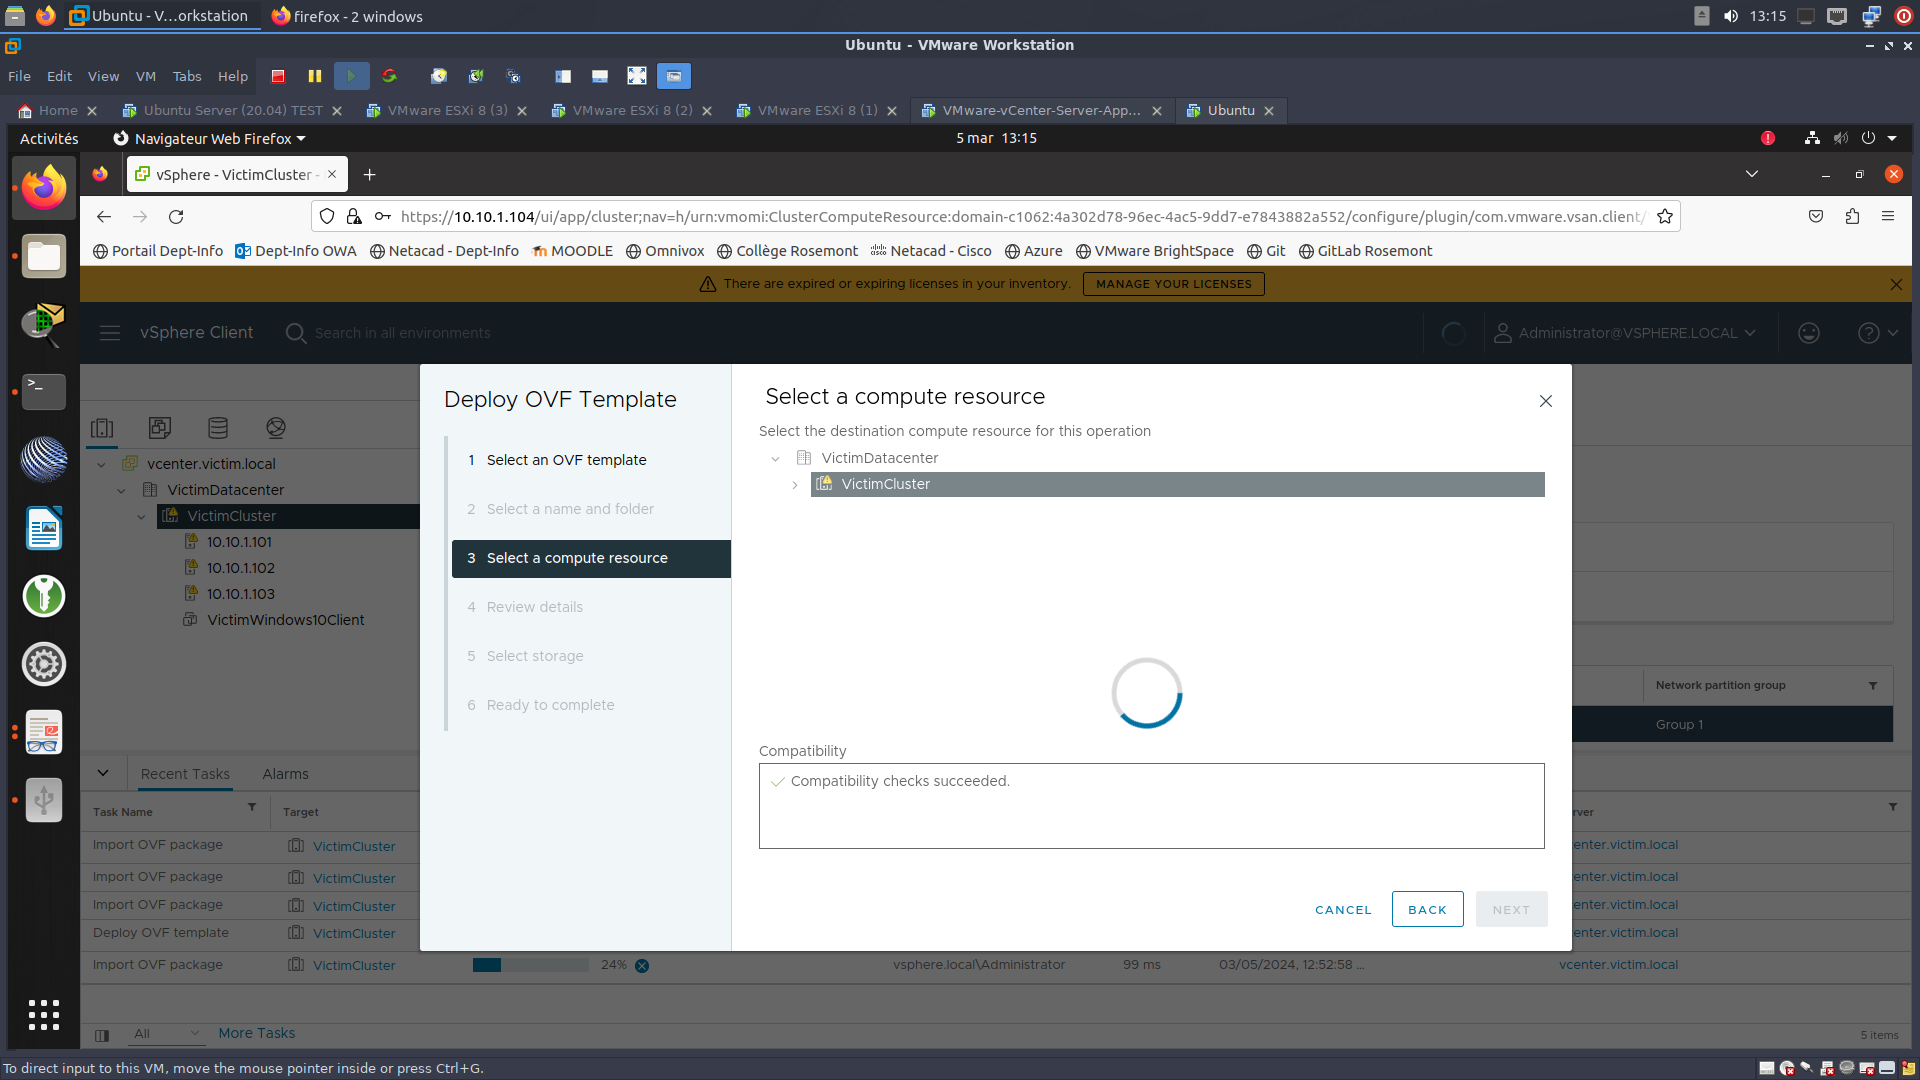 Ubuntu - V...orkstation
firefox - 2 windows
13:15
Ubuntu - VMware Workstation
File Edit View VM Tabs Help
Home
Ubuntu Server (20.04) TEST
VMware ESXi 8 (3)
VMware ESXi 8 (2)
VMware ESXi 8 (1)
VMware-vCenter-Server-App...
Ubuntu
Activités
Navigateur Web Firefox
5 mar 13:15
vSphere - VictimCluster -
https://10.10.1.104/ui/app/cluster;nav=h/urn:vmomi:ClusterComputeResource:domain-c1062:4a302d78-96ec-4ac5-9dd7-e7843882a552/configure/plugin/com.vmware.vsan.client/
Portail Dept-Info
Dept-Info OWA
Netacad - Dept-Info
MOODLE
Omnivox
Collège Rosemont
Netacad - Cisco
Azure
VMware BrightSpace
Git
GitLab Rosemont
There are expired or expiring licenses in your inventory.
MANAGE YOUR LICENSES
vSphere Client
Search in all environments
Administrator@VSPHERE.LOCAL
vcenter.victim.local
VictimDatacenter
VictimCluster
10.10.1.101
10.10.1.102
10.10.1.103
VictimWindows10Client
Deploy OVF Template
1 Select an OVF template
2 Select a name and folder
3 Select a compute resource
4 Review details
5 Select storage
6 Ready to complete
Select a compute resource
Select the destination compute resource for this operation
VictimDatacenter
VictimCluster
Compatibility
Compatibility checks succeeded.
CANCEL
BACK
NEXT
Network partition group
Group 1
Recent Tasks
Alarms
Task Name
Target
rver
Import OVF package VictimCluster enter.victim.local
Import OVF package VictimCluster enter.victim.local
Import OVF package VictimCluster enter.victim.local
Deploy OVF template VictimCluster enter.victim.local
Import OVF package VictimCluster 24% vsphere.local\Administrator 99 ms 03/05/2024, 12:52:58 ... vcenter.victim.local
All
More Tasks
5 items
To direct input to this VM, move the mouse pointer inside or press Ctrl+G.